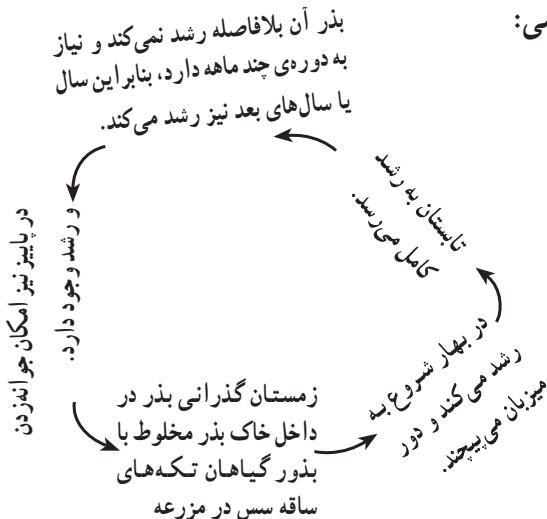 سی:
بذر آن بلافاصله رشد نمی‌کند و نیاز
به دوره‌ی چند ماهه دارد، بنابراین سال
یا سال‌های بعد نیز رشد می‌کند.
در پاییز نیز امکان جوانه‌زدن
و رشد وجود دارد.
زمستان گذرانی بذر در
داخل خاک بذر مخلوط با
بذور گیاهان تکه‌های
ساقه سس در مزرعه
در بهار شروع به
رشد می کند و دور
میزبان می‌پیچند.
تابستان به رشد
کامل می‌رسد.